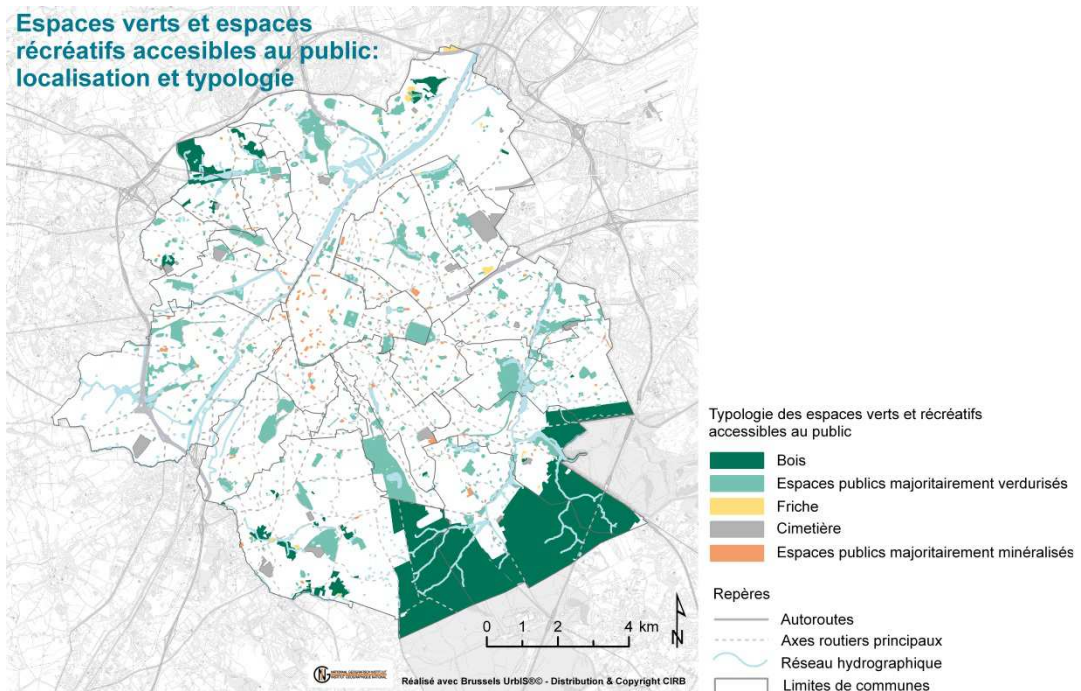 Espaces verts et espaces
récréatifs accesibles au public:
localisation et typologie
Typologie des espaces verts et récréatifs
accessibles au public
Bois
Espaces publics majoritairement verdurisés
Friche
Cimetière
Espaces publics majoritairement minéralisés
Repères
Autoroutes
Axes routiers principaux
Réseau hydrographique
Limites de communes
0 1 2 4 km
N
Réalisé avec Brussels UrbIS®© - Distribution & Copyright CIRB